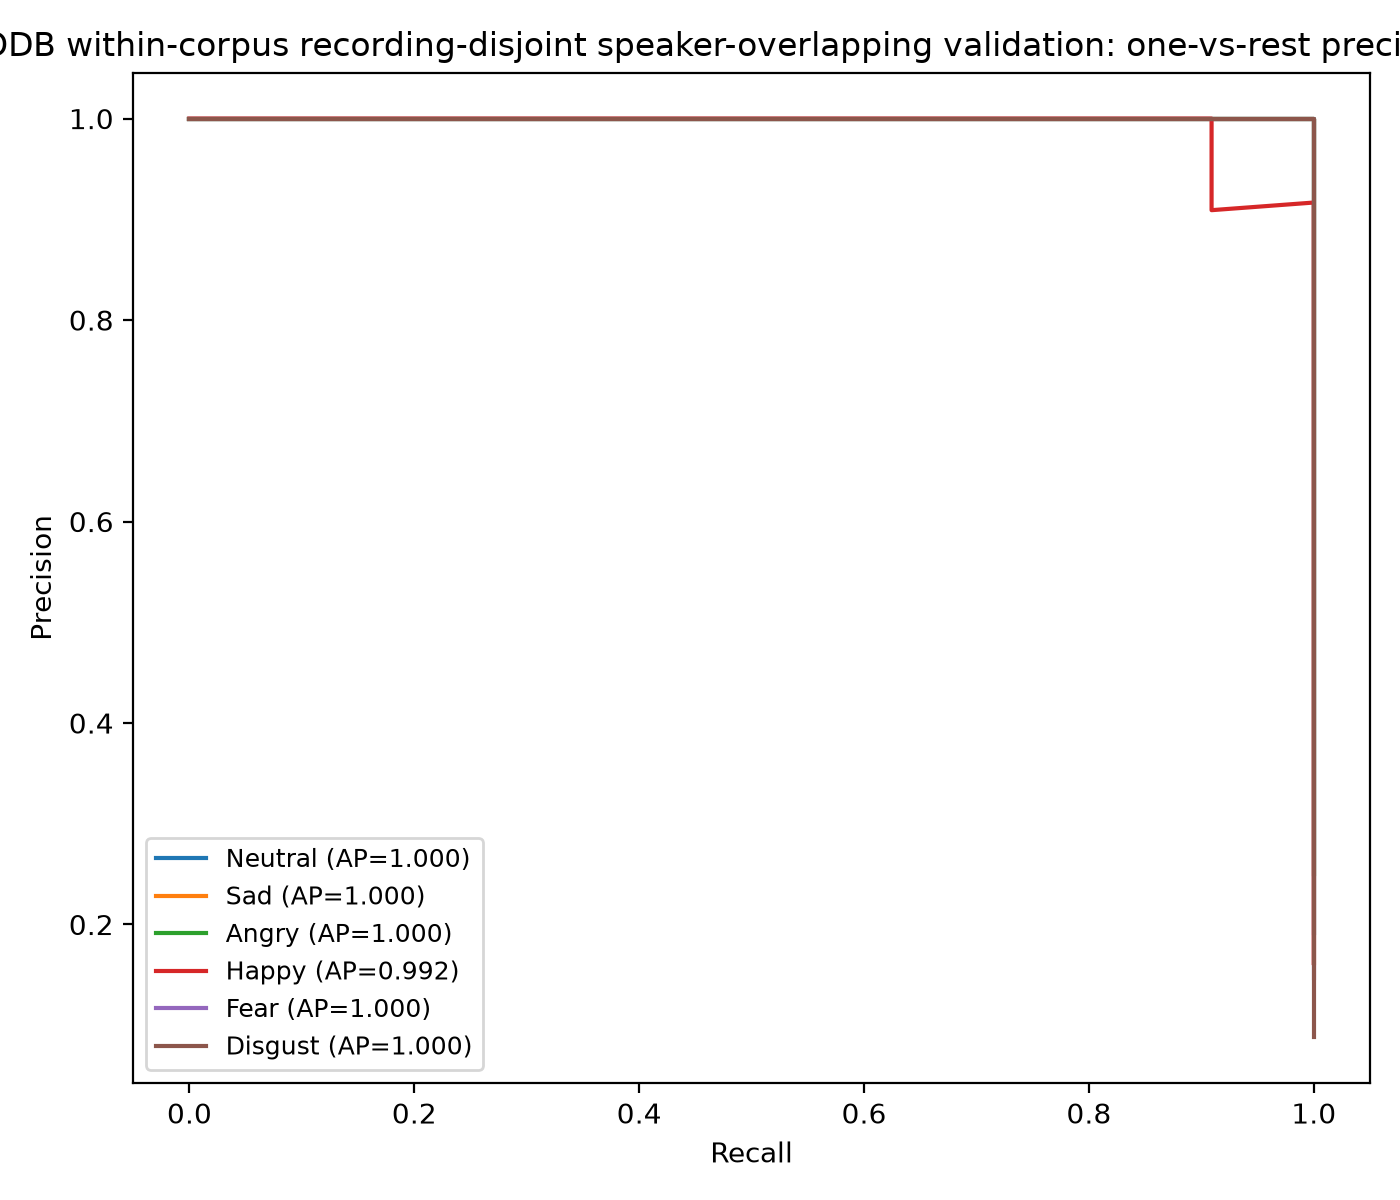 DDB within-corpus recording-disjoint speaker-overlapping validation: one-vs-rest preci
1.0
0.8
0.6
0.4
0.2
Precision
Neutral (AP=1.000)
Sad (AP=1.000)
Angry (AP=1.000)
Happy (AP=0.992)
Fear (AP=1.000)
Disgust (AP=1.000)
0.0 0.2 0.4 0.6 0.8 1.0
Recall